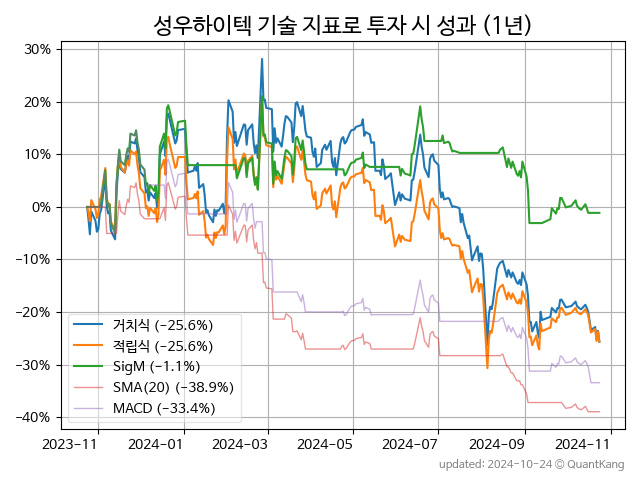 성우하이텍 기술 지표로 투자 시 성과 (1년)
30%
20%
10%
0%
−10%
−20%
−30%
−40%
거치식 (−25.6%)
적립식 (−25.6%)
SigM (−1.1%)
SMA(20) (−38.9%)
MACD (−33.4%)
2023-11 2024-01 2024-03 2024-05 2024-07 2024-09 2024-11
updated: 2024-10-24 © QuantKang